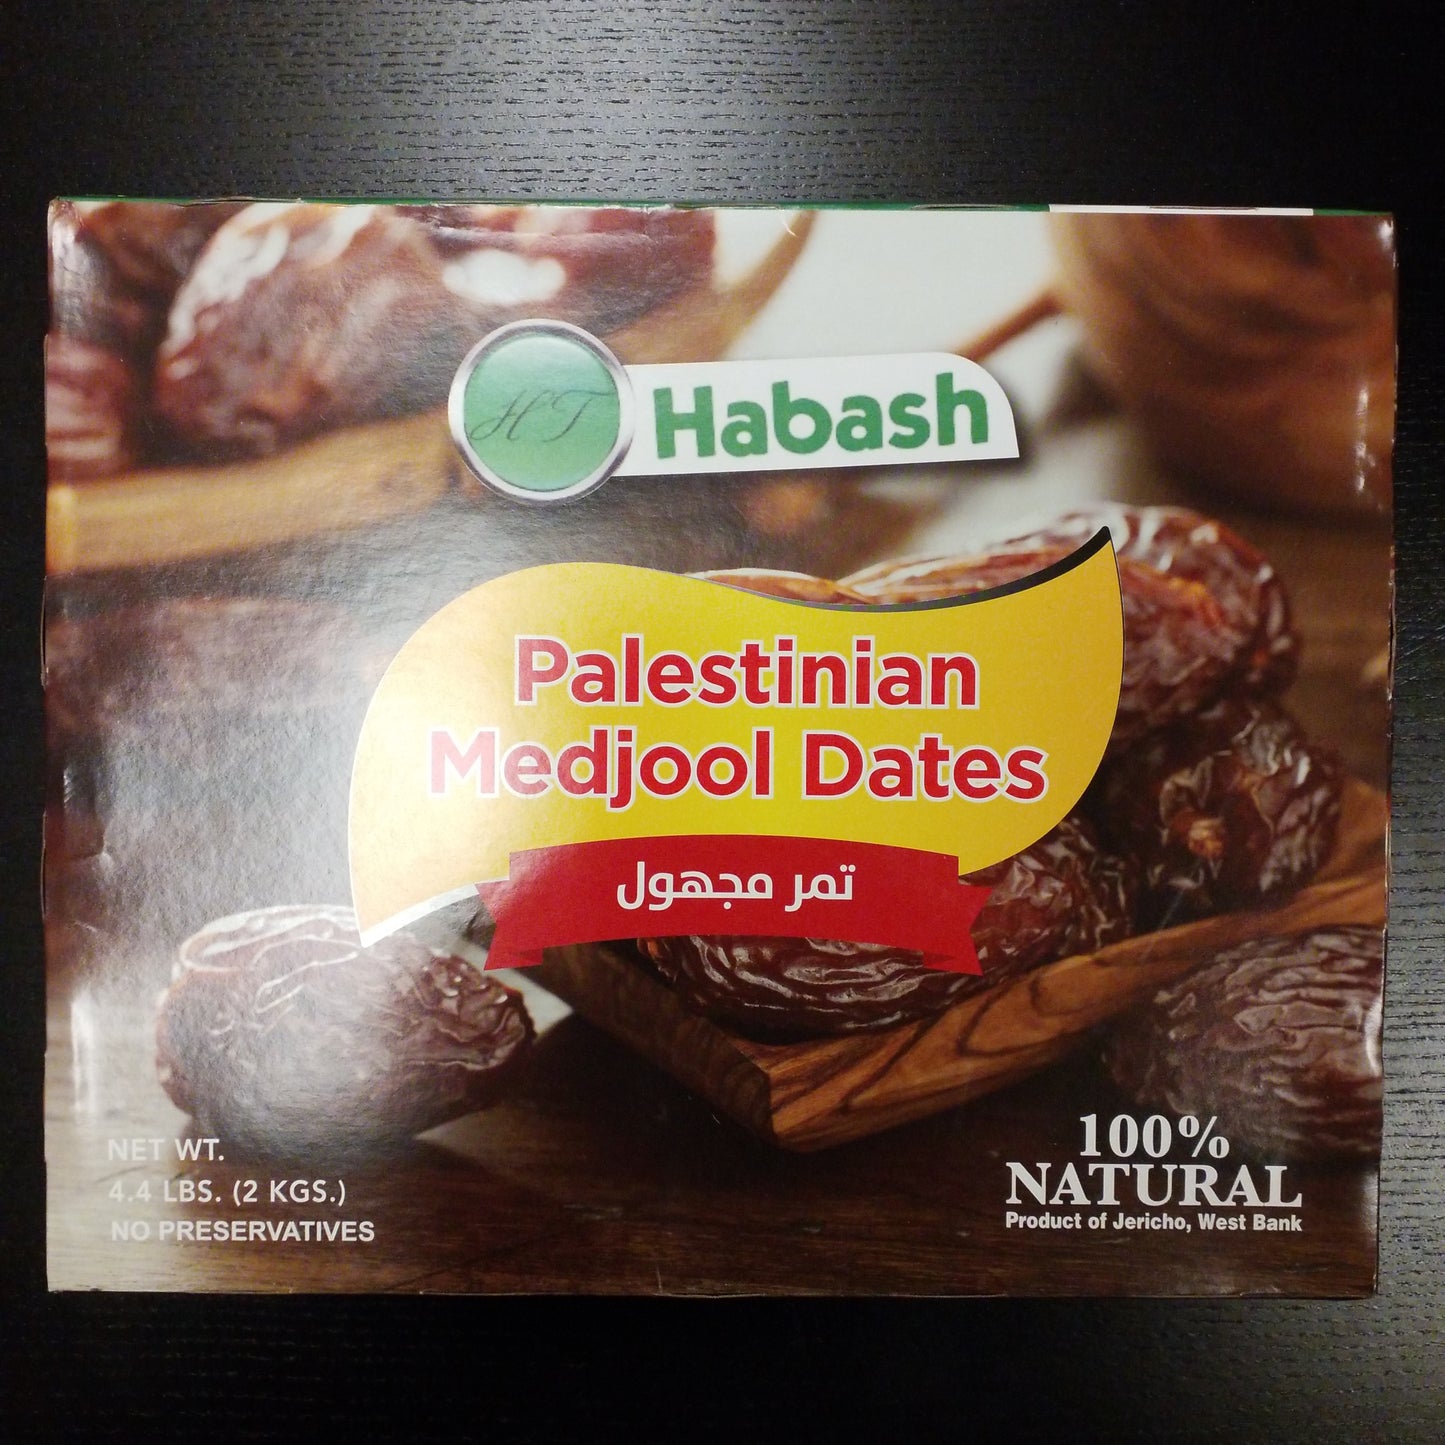 HT
Habash
Palestinian
Medjool Dates
تمر مجهول
NET WT.
4.4 LBS. (2 KGS.)
NO PRESERVATIVES
100%
NATURAL
Product of Jericho, West Bank